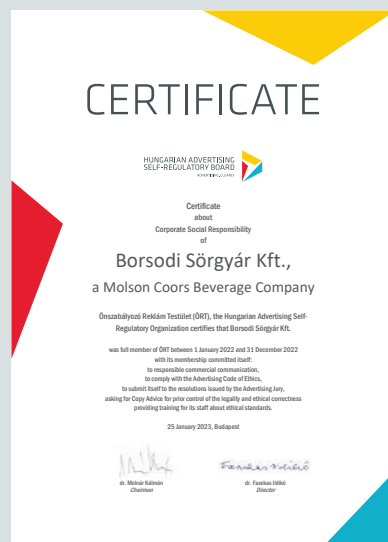 CERTIFICATE
HUNGARIAN ADVERTISING
SELF-REGULATORY BOARD
Certificate
about
Corporate Social Responsibility
of
Borsodi Sörgyár Kft.,
a Molson Coors Beverage Company
Önszabályozó Reklám Testület (ÖRT), the Hungarian Advertising Self-
Regulatory Organization certifies that Borsodi Sörgyár Kft.
was full member of ÖRT between 1 January 2022 and 31 December 2022
with its membership committed itself:
to responsible commercial communication,
to comply with the Advertising Code of Ethics,
to submit itself to the resolutions issued by the Advertising Jury,
asking for Copy Advice for prior control of the legality and ethical correctness
providing training for its staff about ethical standards.
25 January 2023, Budapest
dr. Molnár Kálmán
Chairman
dr. Fazekas Ildikó
Director